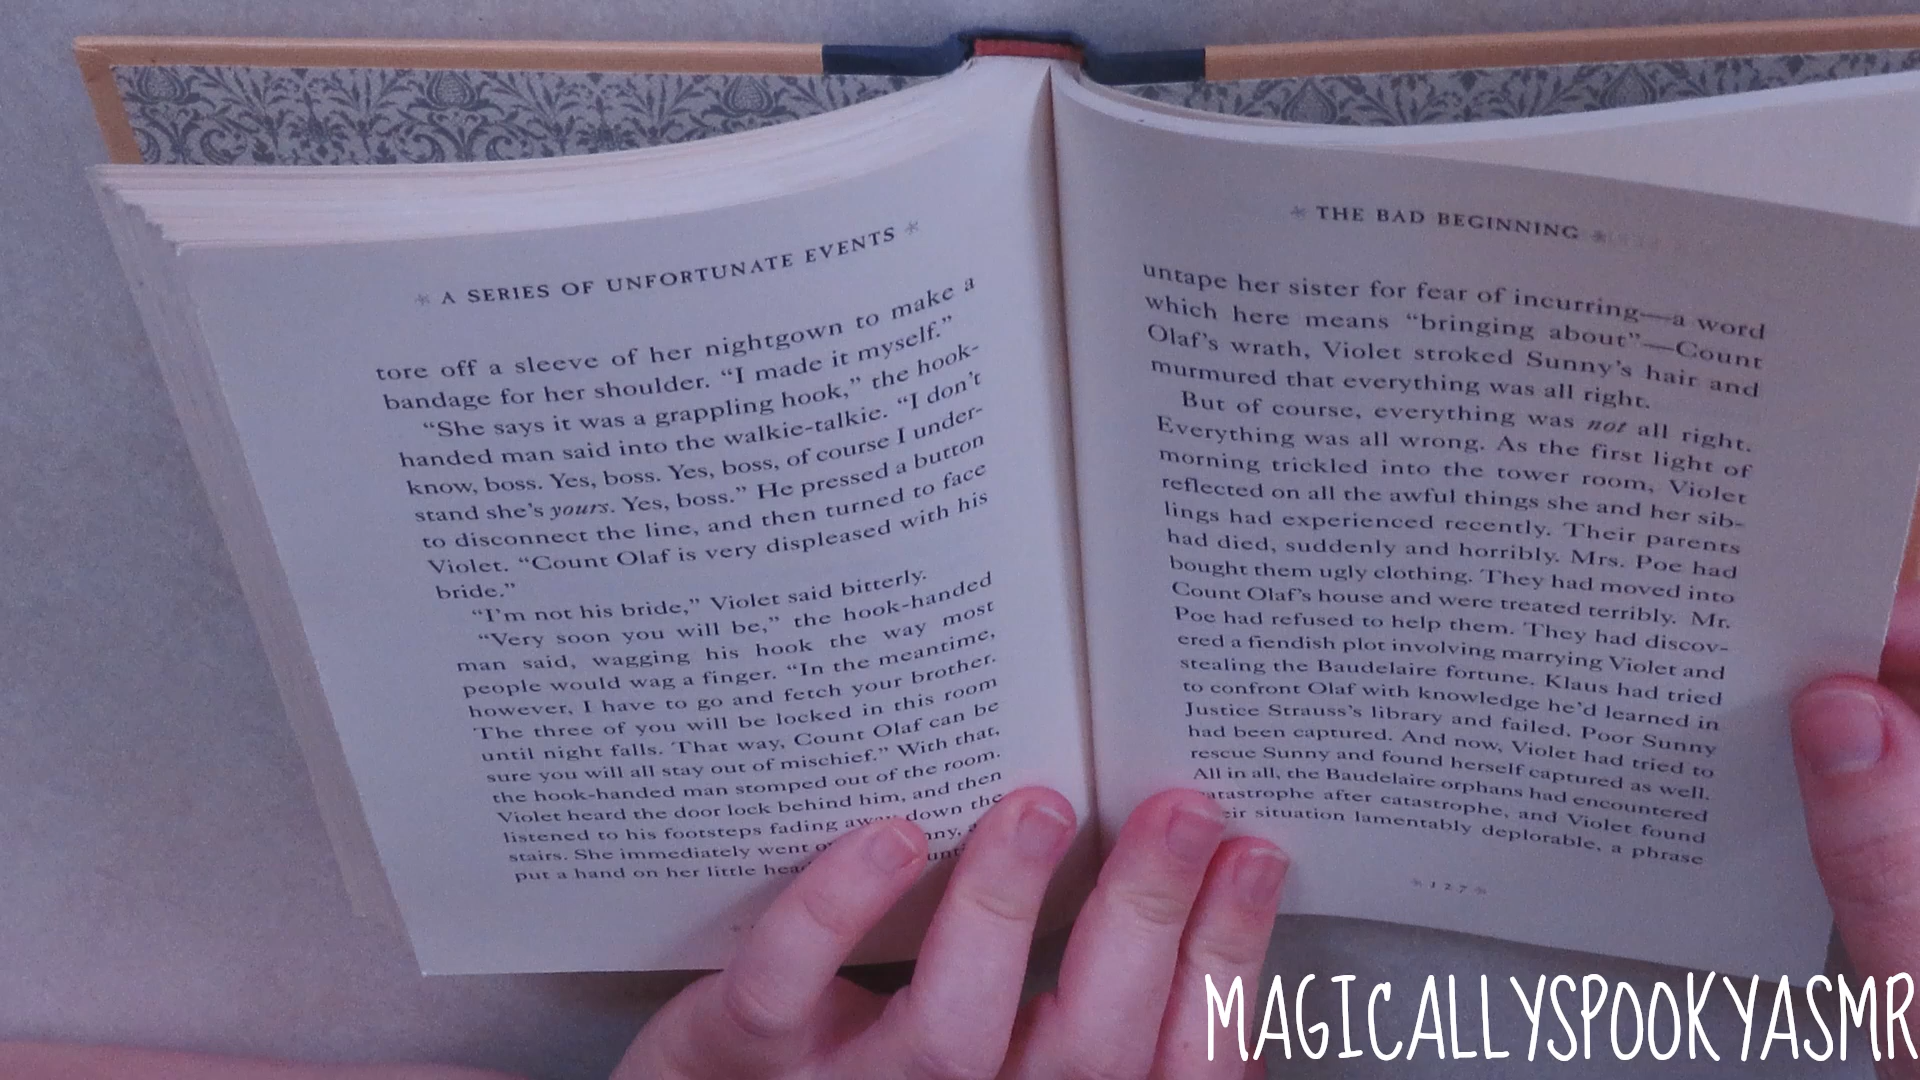 * A SERIES OF UNFORTUNATE EVENTS *
tore off a sleeve of her nightgown to make a
bandage for her shoulder. “I made it myself.”
“She says it was a grappling hook,” the hook-
handed man said into the walkie-talkie. “I don’t
know, boss. Yes, boss. Yes, boss, of course I under-
stand she’s yours. Yes, boss.” He pressed a button
to disconnect the line, and then turned to face
Violet. “Count Olaf is very displeased with his
bride.”
“I’m not his bride,” Violet said bitterly.
“Very soon you will be,” the hook-handed
man said, wagging his hook the way most
people would wag a finger. “In the meantime,
however, I have to go and fetch your brother.
The three of you will be locked in this room
until night falls. That way, Count Olaf can be
sure you will all stay out of mischief.” With that,
the hook-handed man stomped out of the room.
Violet heard the door lock behind him, and then
listened to his footsteps fading away down the
stairs. She immediately went
put a hand on her little
* THE BAD BEGINNING *
untape her sister for fear of incurring—a word
which here means “bringing about”—Count
Olaf’s wrath, Violet stroked Sunny’s hair and
murmured that everything was all right.
But of course, everything was not all right.
Everything was all wrong. As the first light of
morning trickled into the tower room, Violet
reflected on all the awful things she and her sib-
lings had experienced recently. Their parents
had died, suddenly and horribly. Mrs. Poe had
bought them ugly clothing. They had moved into
Count Olaf’s house and were treated terribly. Mr.
Poe had refused to help them. They had discov-
ered a fiendish plot involving marrying Violet and
stealing the Baudelaire fortune. Klaus had tried
to confront Olaf with knowledge he’d learned in
Justice Strauss’s library and failed. Poor Sunny
had been captured. And now, Violet had tried to
rescue Sunny and found herself captured as well.
All in all, the Baudelaire orphans had encountered
catastrophe after catastrophe, and Violet found
their situation lamentably deplorable, a phrase
* 127 *
MAGICALLYSPOOKYASMR